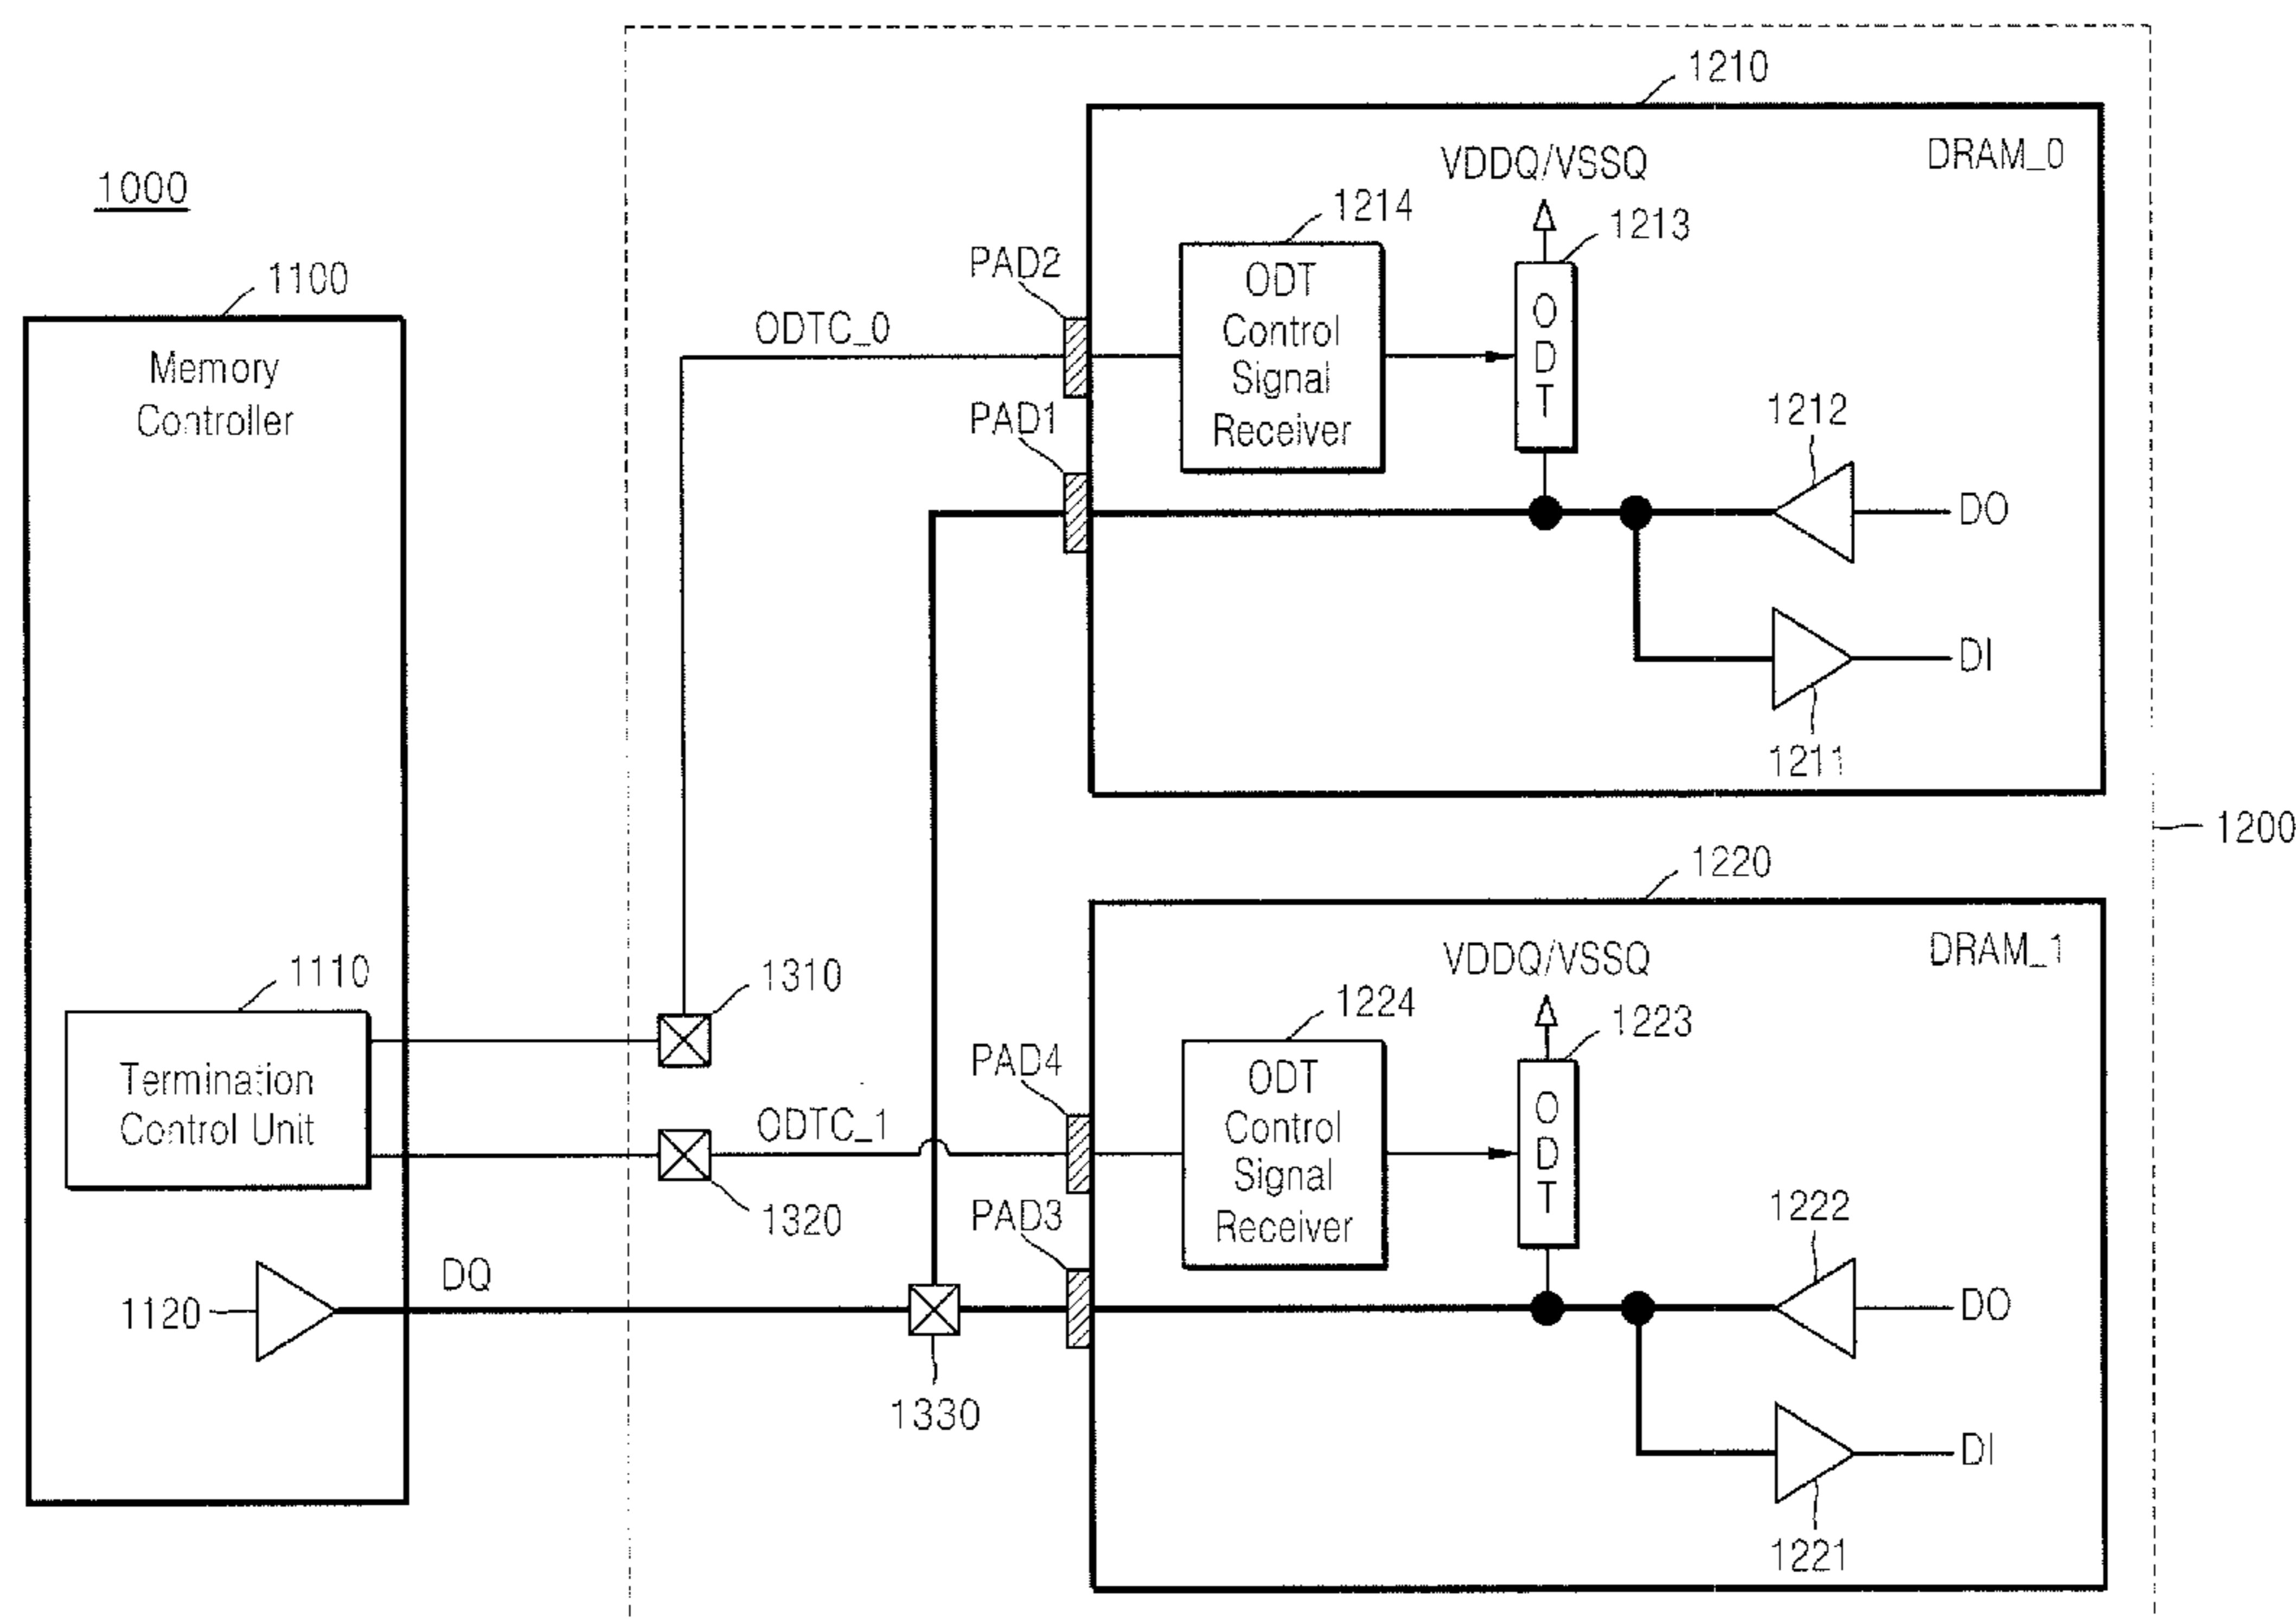 1210
DRAM_0
VDDQ/VSSQ
1000
1214
1213
PAD2
ODT
Control
Signal
Receiver
ODT
1100
ODTC_0
Memory
Controller
PAD1
1212
DO
DI
1211
1200
1220
DRAM_1
VDDQ/VSSQ
1110
1310
1224
1223
PAD4
ODT
Control
Signal
Receiver
ODT
Termination
Control Unit
ODTC_1
1320
PAD3
1222
DQ
1120
DO
1330
DI
1221